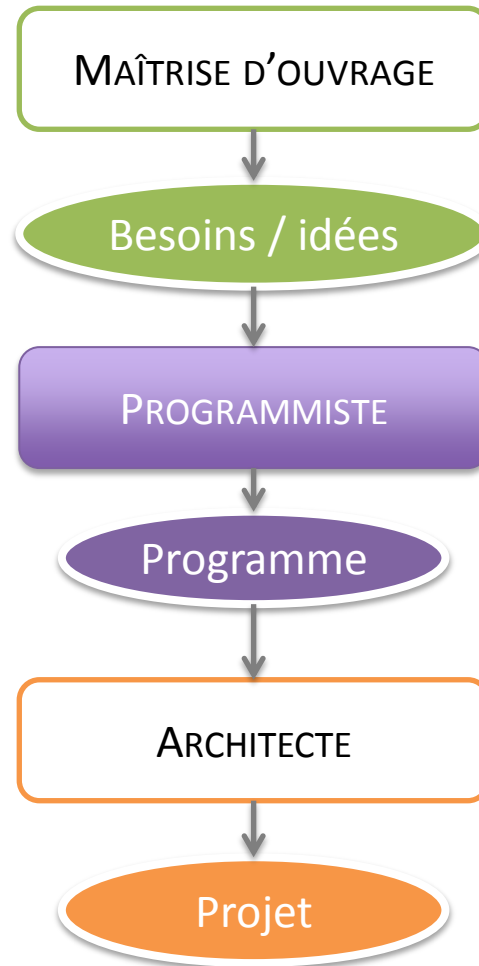 MAÎTRISE D’OUVRAGE
Besoins / idées
PROGRAMMISTE
Programme
ARCHITECTE
Projet